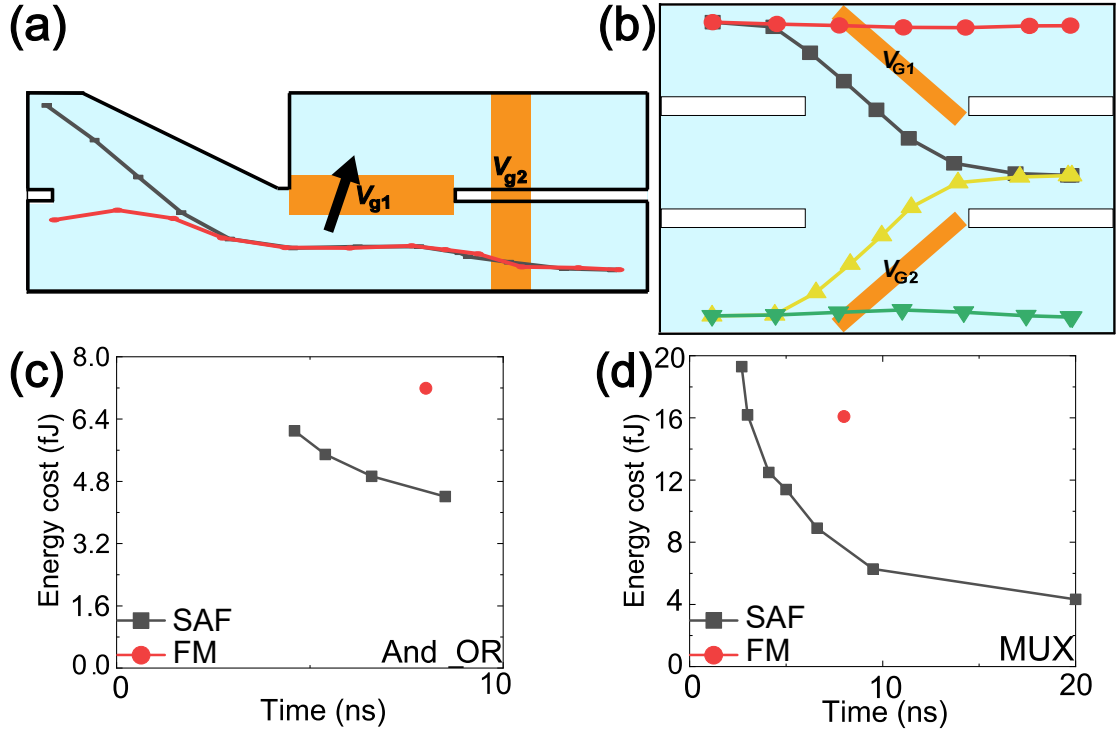 (a)
Vg1
Vg2
(b)
VG1
VG2
(c)
Energy cost (fJ)
8.0
6.4
4.8
3.2
1.6
0.0
SAF
FM
And _OR
0
10
Time (ns)
(d)
Energy cost (fJ)
20
16
12
8
4
0
SAF
FM
MUX
0
10
20
Time (ns)